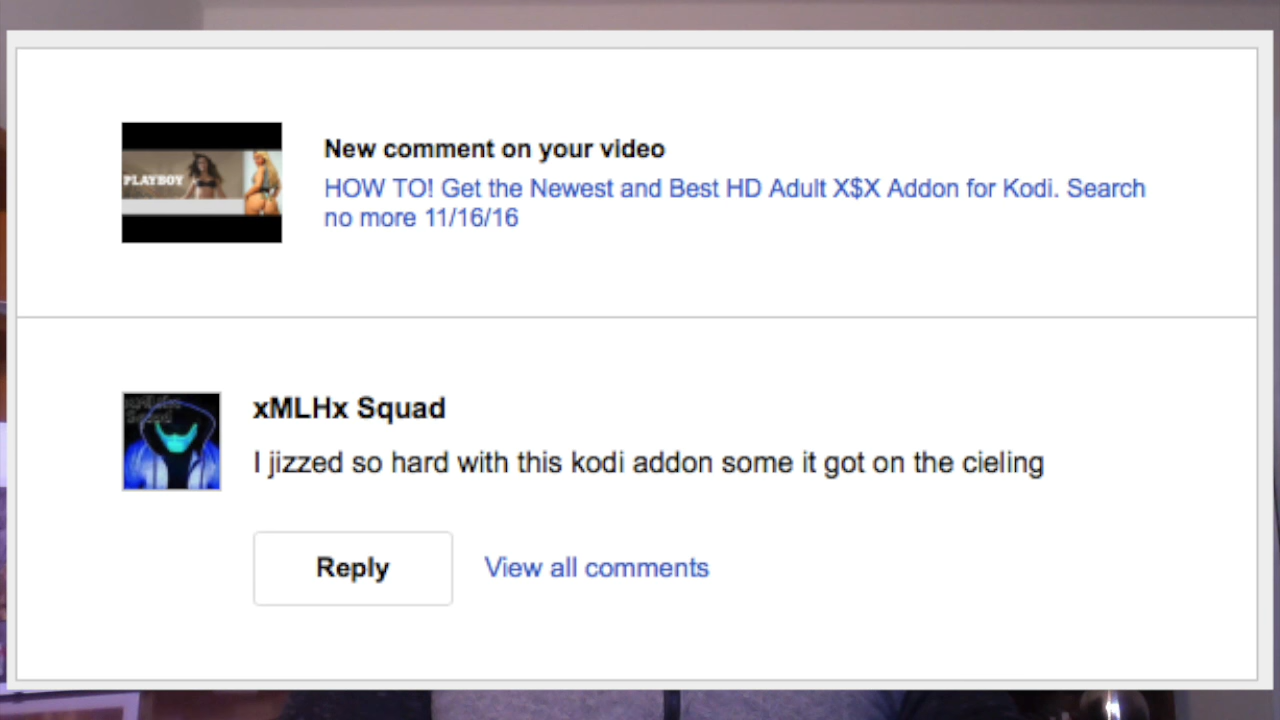 PLAYBOY
New comment on your video
HOW TO! Get the Newest and Best HD Adult X$X Addon for Kodi. Search
no more 11/16/16
xMLHx Squad
I jizzed so hard with this kodi addon some it got on the cieling
Reply
View all comments